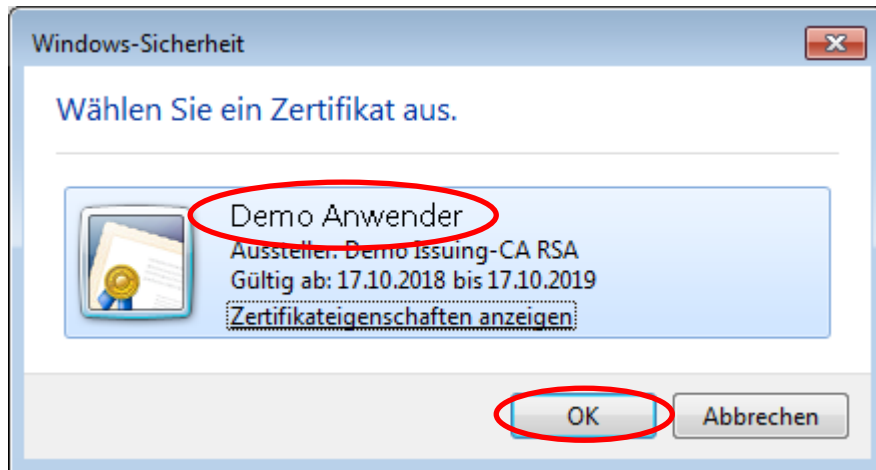 Windows-Sicherheit
Wählen Sie ein Zertifikat aus.
Demo Anwender
Aussteller: Demo Issuing-CA RSA
Gültig ab: 17.10.2018 bis 17.10.2019
Zertifikateigenschaften anzeigen
OK
Abbrechen